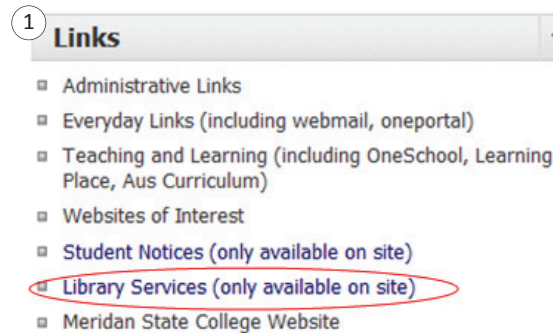 1
Links
Administrative Links
Everyday Links (including webmail, oneportal)
Teaching and Learning (including OneSchool, Learning
Place, Aus Curriculum)
Websites of Interest
Student Notices (only available on site)
Library Services (only available on site)
Meridan State College Website